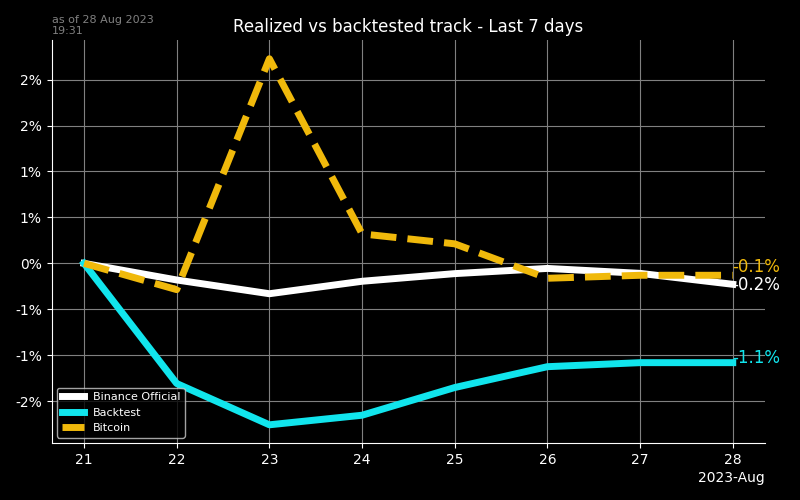 as of 28 Aug 2023
19:31
Realized vs backtested track - Last 7 days
2%
2%
1%
1%
0%
-1%
-1%
-2%
-0.1%
-0.2%
-1.1%
Binance Official
Backtest
Bitcoin
21 22 23 24 25 26 27 28
2023-Aug